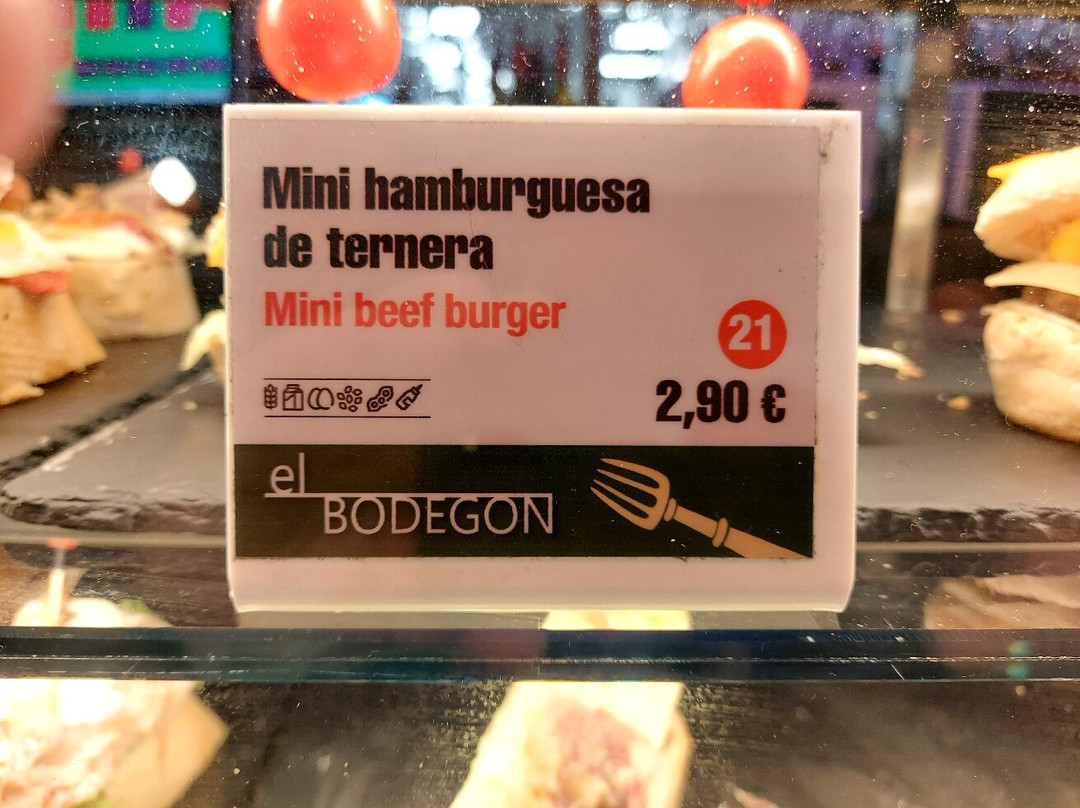 Mini hamburguesa
de ternera
Mini beef burger
21
2,90 €
el
BODEGON